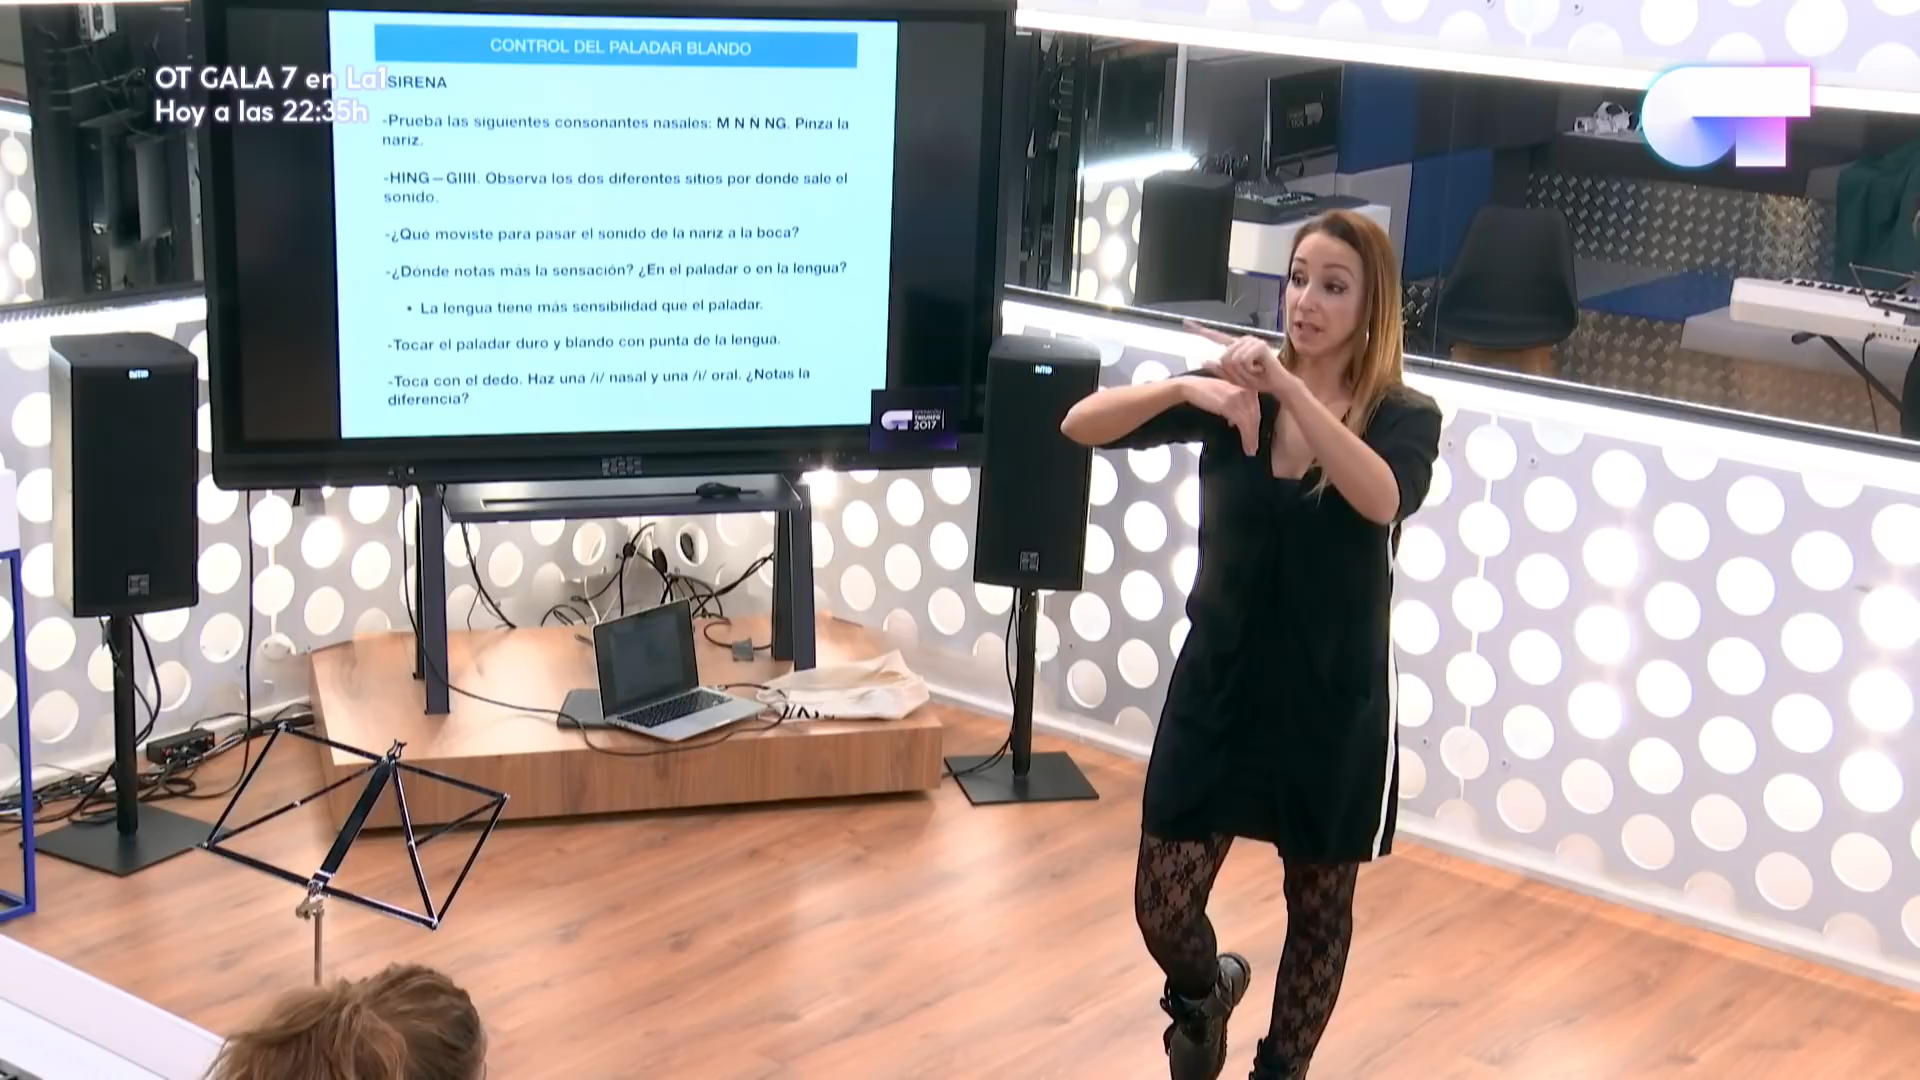 OT GALA 7 en La1
Hoy a las 22:35h
CONTROL DEL PALADAR BLANDO
SIRENA
-Prueba las siguientes consonantes nasales: M N N NG. Pinza la
nariz.
-HING – GIIII. Observa los dos diferentes sitios por donde sale el
sonido.
-¿Qué moviste para pasar el sonido de la nariz a la boca?
-¿Dónde notas más la sensación? ¿En el paladar o en la lengua?
• La lengua tiene más sensibilidad que el paladar.
-Tocar el paladar duro y blando con punta de la lengua.
-Toca con el dedo. Haz una /i/ nasal y una /i/ oral. ¿Notas la
diferencia?
OPERACIÓN
TRIUNFO
2017